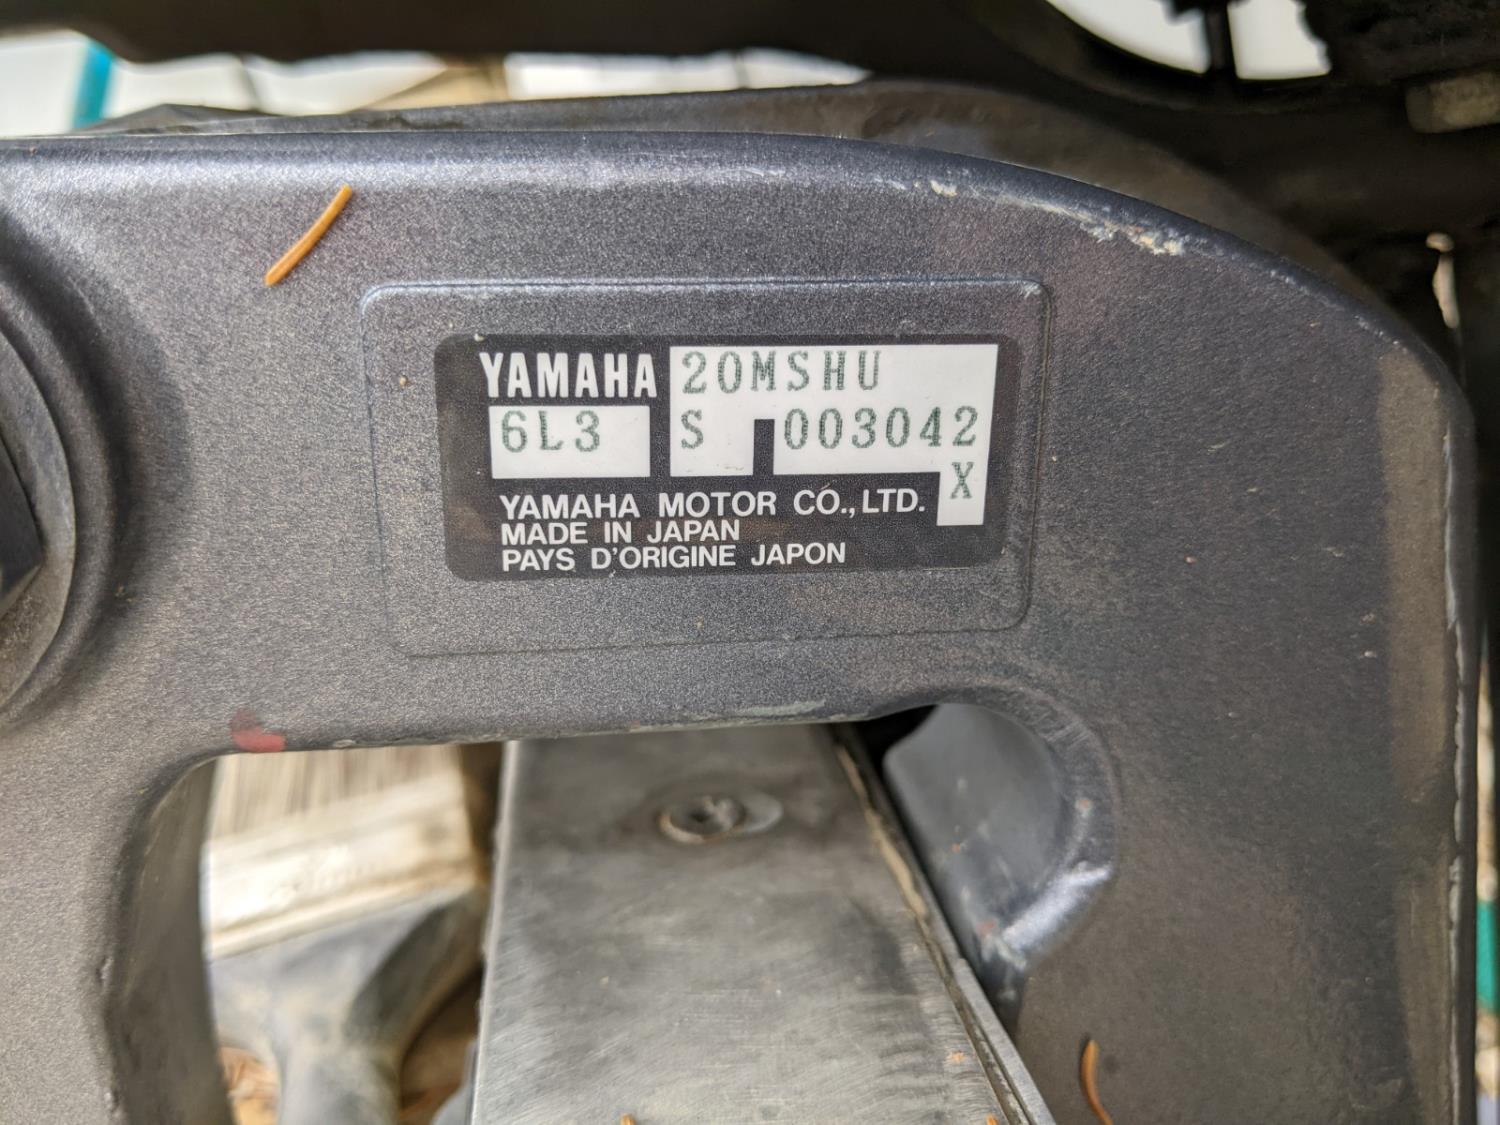 YAMAHA 20MSHU
6L3 S 003042
X
YAMAHA MOTOR CO., LTD.
MADE IN JAPAN
PAYS D'ORIGINE JAPON